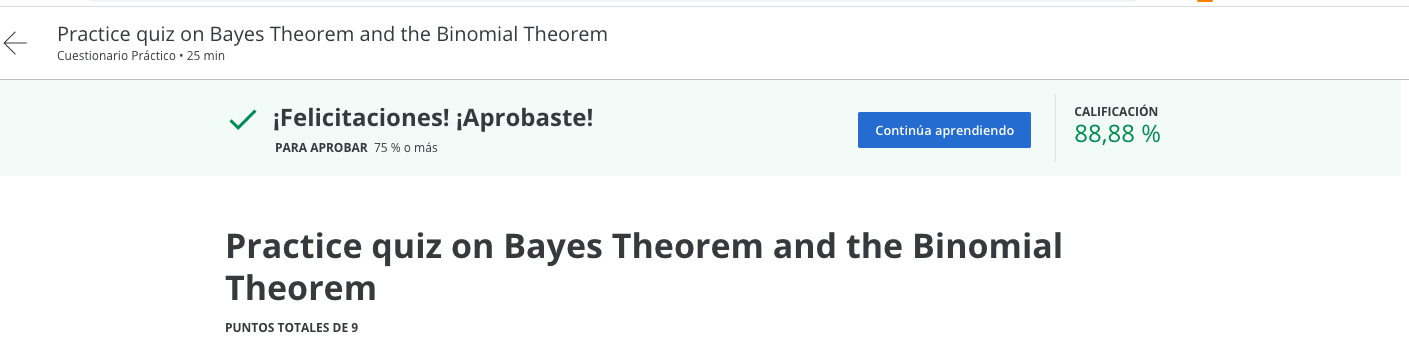 Practice quiz on Bayes Theorem and the Binomial Theorem
Cuestionario Práctico • 25 min
¡Felicitaciones! ¡Aprobaste!
PARA APROBAR 75 % o más
Continúa aprendiendo
CALIFICACIÓN
88,88 %
Practice quiz on Bayes Theorem and the Binomial
Theorem
PUNTOS TOTALES DE 9